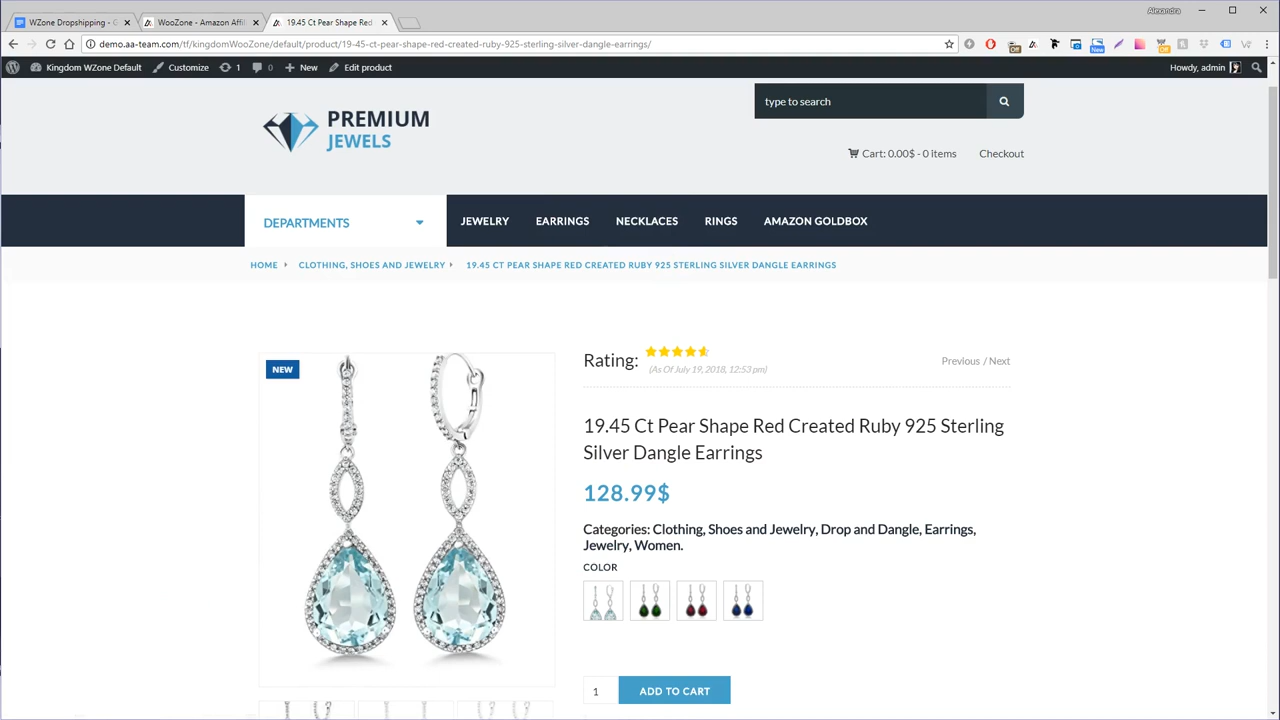 Alexandra
WZone Dropshipping - G
WooZone - Amazon Affil
19.45 Ct Pear Shape Red
demo.aa-team.com/tf/kingdomWooZone/default/product/19-45-ct-pear-shape-red-created-ruby-925-sterling-silver-dangle-earrings/
Off
New
Off
Kingdom WZone Default
Customize
1
0
New
Edit product
Howdy, admin
PREMIUM
JEWELS
type to search
Cart: 0.00$ - 0 items
Checkout
DEPARTMENTS
JEWELRY
EARRINGS
NECKLACES
RINGS
AMAZON GOLDBOX
HOME
CLOTHING, SHOES AND JEWELRY
19.45 CT PEAR SHAPE RED CREATED RUBY 925 STERLING SILVER DANGLE EARRINGS
NEW
Rating:
(As Of July 19, 2018, 12:53 pm)
Previous / Next
19.45 Ct Pear Shape Red Created Ruby 925 Sterling
Silver Dangle Earrings
128.99$
Categories: Clothing, Shoes and Jewelry, Drop and Dangle, Earrings,
Jewelry, Women.
COLOR
1
ADD TO CART